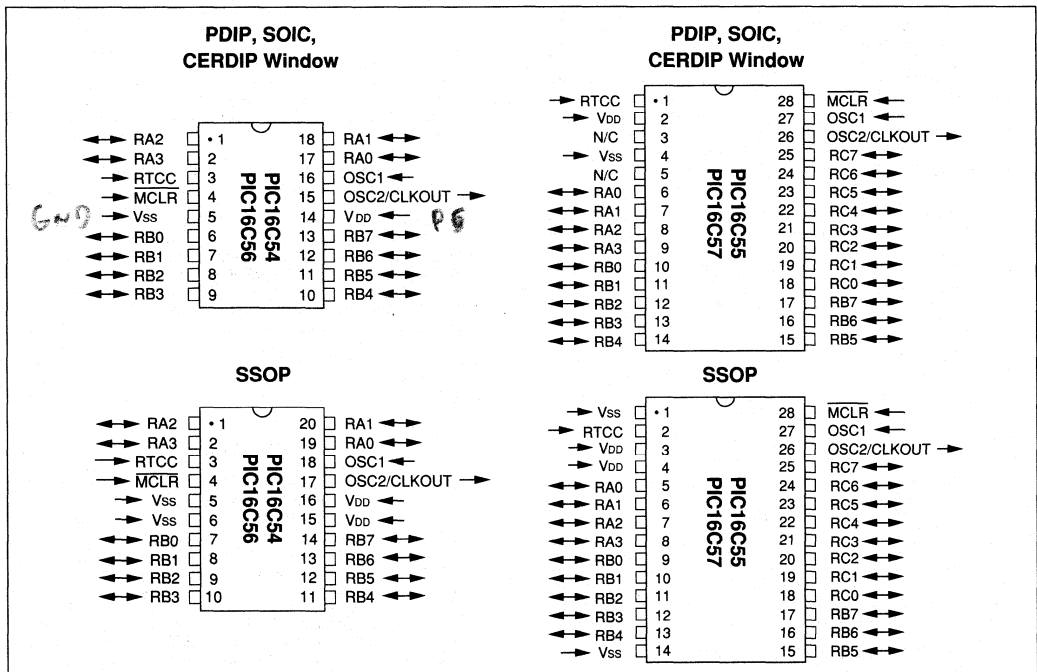 PDIP, SOIC,
CERDIP Window
RA2 • 1 18 RA1
RA3 2 17 RA0
RTCC 3 16 OSC1
MCLR 4 15 OSC2/CLKOUT
GND Vss 5 14 VDD
RB0 6 13 RB7
RB1 7 12 RB6
RB2 8 11 RB5
RB3 9 10 RB4
PIC16C54
PIC16C56
PDIP, SOIC,
CERDIP Window
RTCC • 1 28 MCLR
VDD 2 27 OSC1
N/C 3 26 OSC2/CLKOUT
Vss 4 25 RC7
N/C 5 24 RC6
RA0 6 23 RC5
RA1 7 22 RC4
RA2 8 21 RC3
RA3 9 20 RC2
RB0 10 19 RC1
RB1 11 18 RC0
RB2 12 17 RB7
RB3 13 16 RB6
RB4 14 15 RB5
PIC16C55
PIC16C57
SSOP
RA2 • 1 20 RA1
RA3 2 19 RA0
RTCC 3 18 OSC1
MCLR 4 17 OSC2/CLKOUT
Vss 5 16 VDD
Vss 6 15 VDD
RB0 7 14 RB7
RB1 8 13 RB6
RB2 9 12 RB5
RB3 10 11 RB4
PIC16C54
PIC16C56
SSOP
Vss • 1 28 MCLR
RTCC 2 27 OSC1
VDD 3 26 OSC2/CLKOUT
VDD 4 25 RC7
RA0 5 24 RC6
RA1 6 23 RC5
RA2 7 22 RC4
RA3 8 21 RC3
RB0 9 20 RC2
RB1 10 19 RC1
RB2 11 18 RC0
RB3 12 17 RB7
RB4 13 16 RB6
Vss 14 15 RB5
PIC16C55
PIC16C57